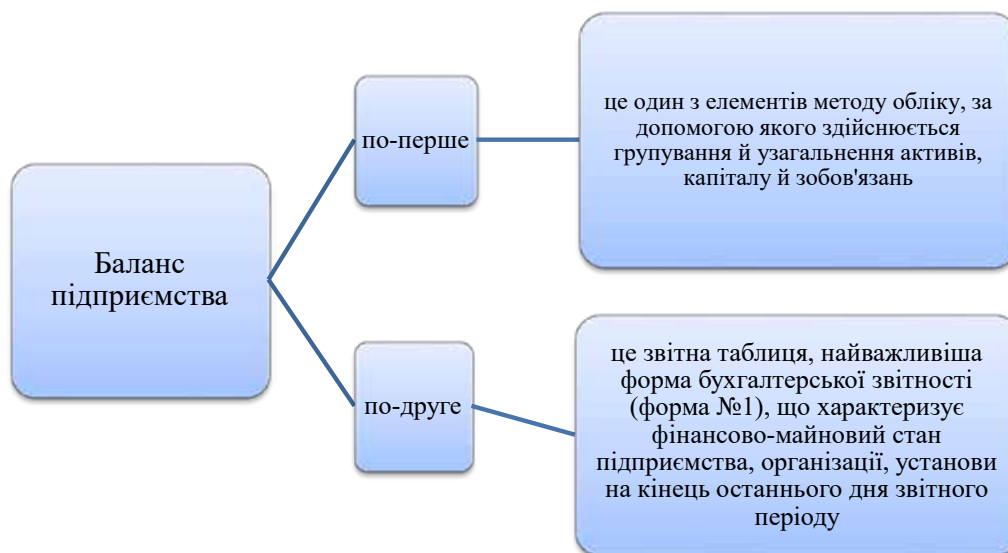 Баланс
підприємства
по-перше
це один з елементів методу обліку, за
допомогою якого здійснюється
групування й узагальнення активів,
капіталу й зобов'язань
по-друге
це звітна таблиця, найважливіша
форма бухгалтерської звітності
(форма №1), що характеризує
фінансово-майновий стан
підприємства, організації, установи
на кінець останнього дня звітного
періоду